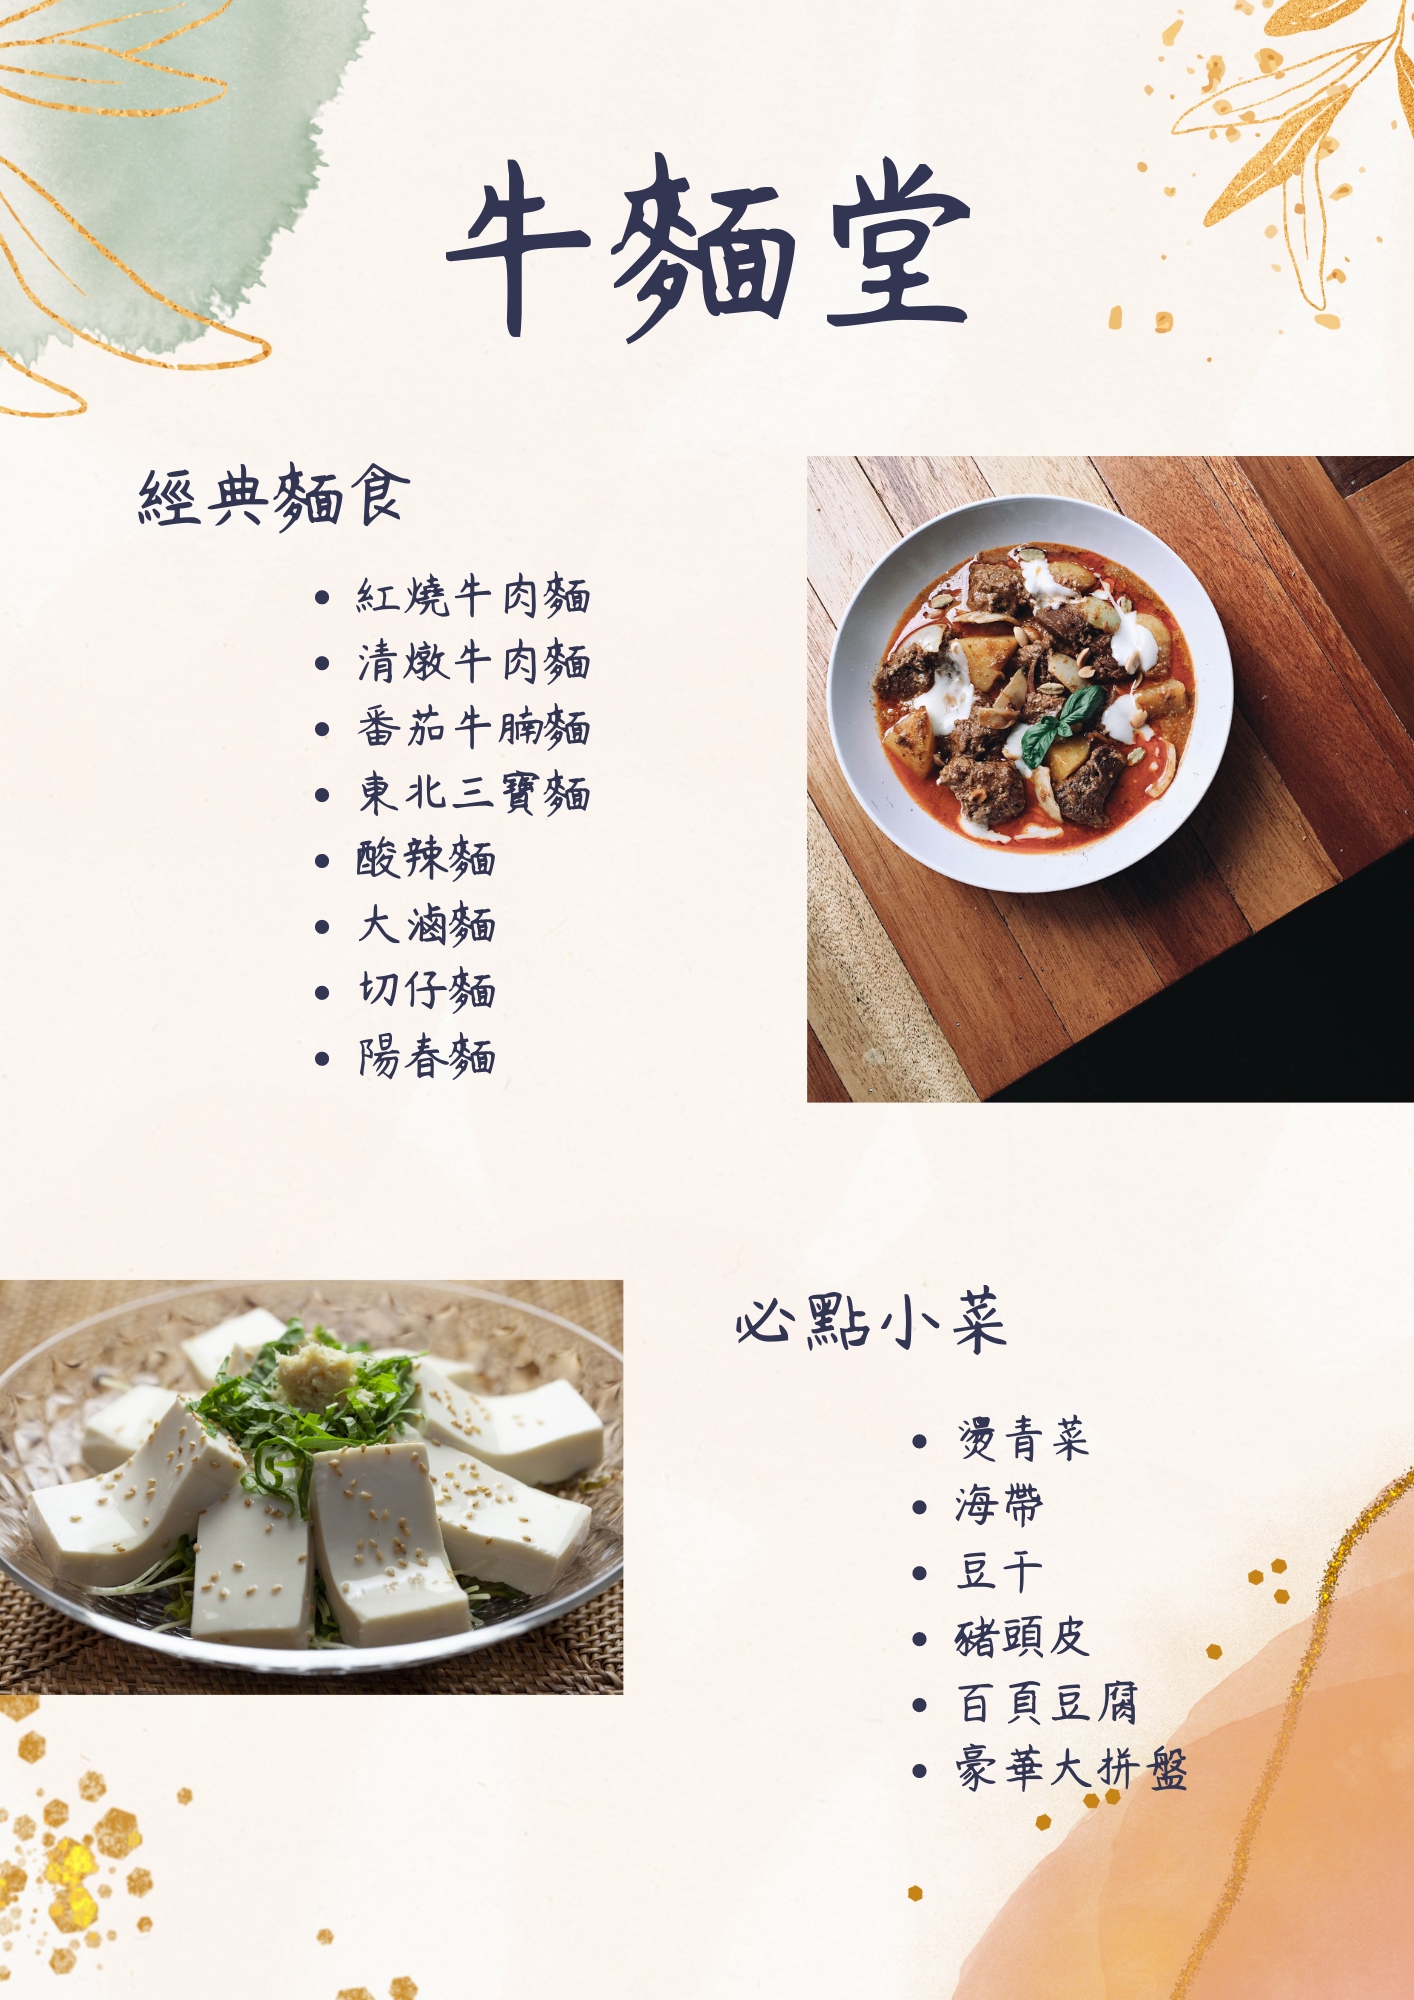 牛麵堂
經典麵食
紅燒牛肉麵
清燉牛肉麵
番茄牛腩麵
東北三寶麵
酸辣麵
大滷麵
切仔麵
陽春麵
必點小菜
燙青菜
海帶
豆干
豬頭皮
百頁豆腐
豪華大拼盤